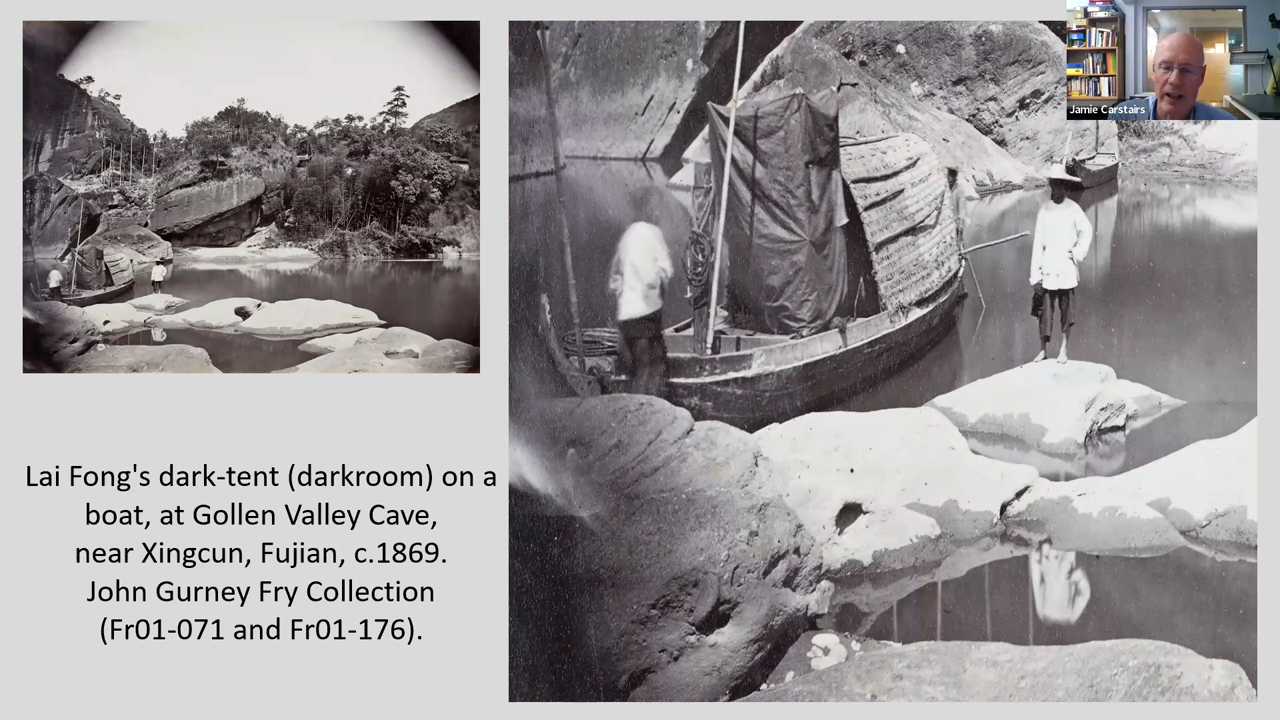 Jamie Carstairs
Lai Fong's dark-tent (darkroom) on a
boat, at Gollen Valley Cave,
near Xingcun, Fujian, c.1869.
John Gurney Fry Collection
(Fr01-071 and Fr01-176).